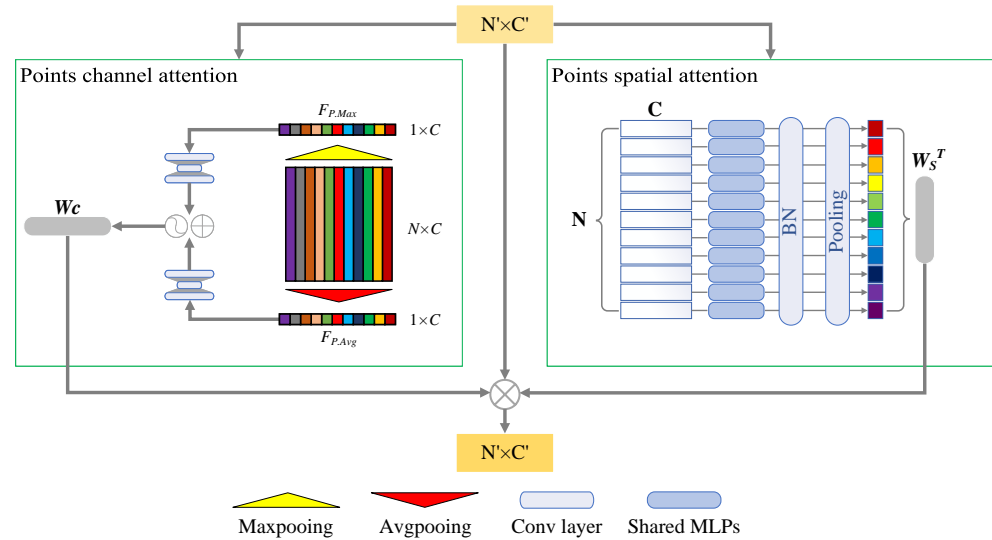 N'×C'
Points channel attention
Points spatial attention
F_P.Max
1×C
C
Wc
N×C
N
BN
Pooling
W_S^T
1×C
F_P.Avg
N'×C'
Maxpooing
Avgpooing
Conv layer
Shared MLPs